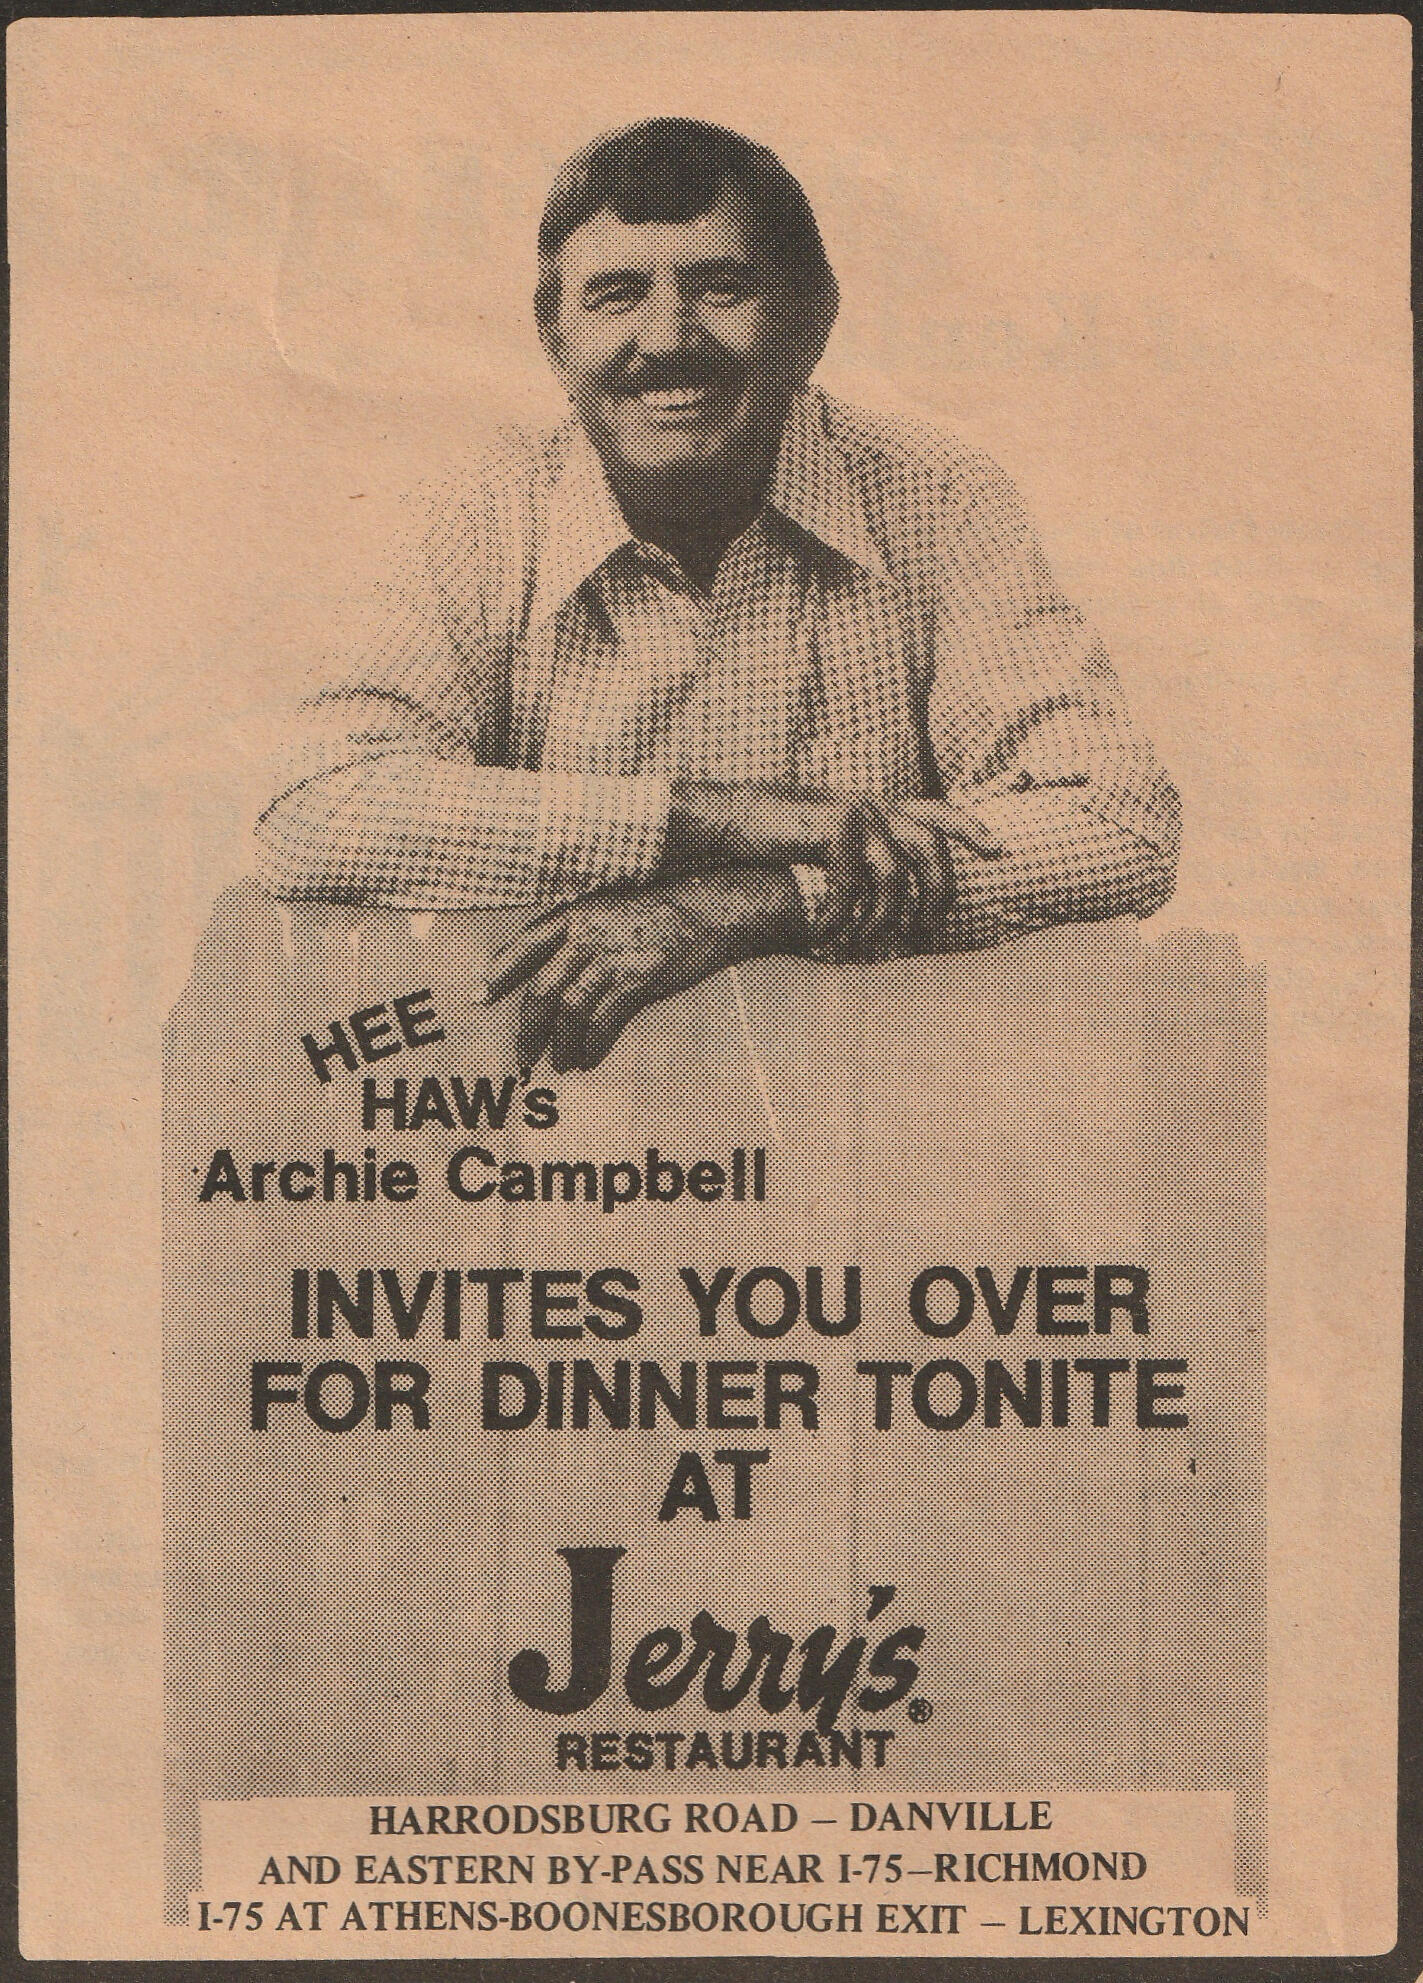 HEE
HAW's
Archie Campbell
INVITES YOU OVER
FOR DINNER TONITE
AT
Jerry's®
RESTAURANT
HARRODSBURG ROAD – DANVILLE
AND EASTERN BY-PASS NEAR I-75–RICHMOND
I-75 AT ATHENS-BOONESBOROUGH EXIT – LEXINGTON